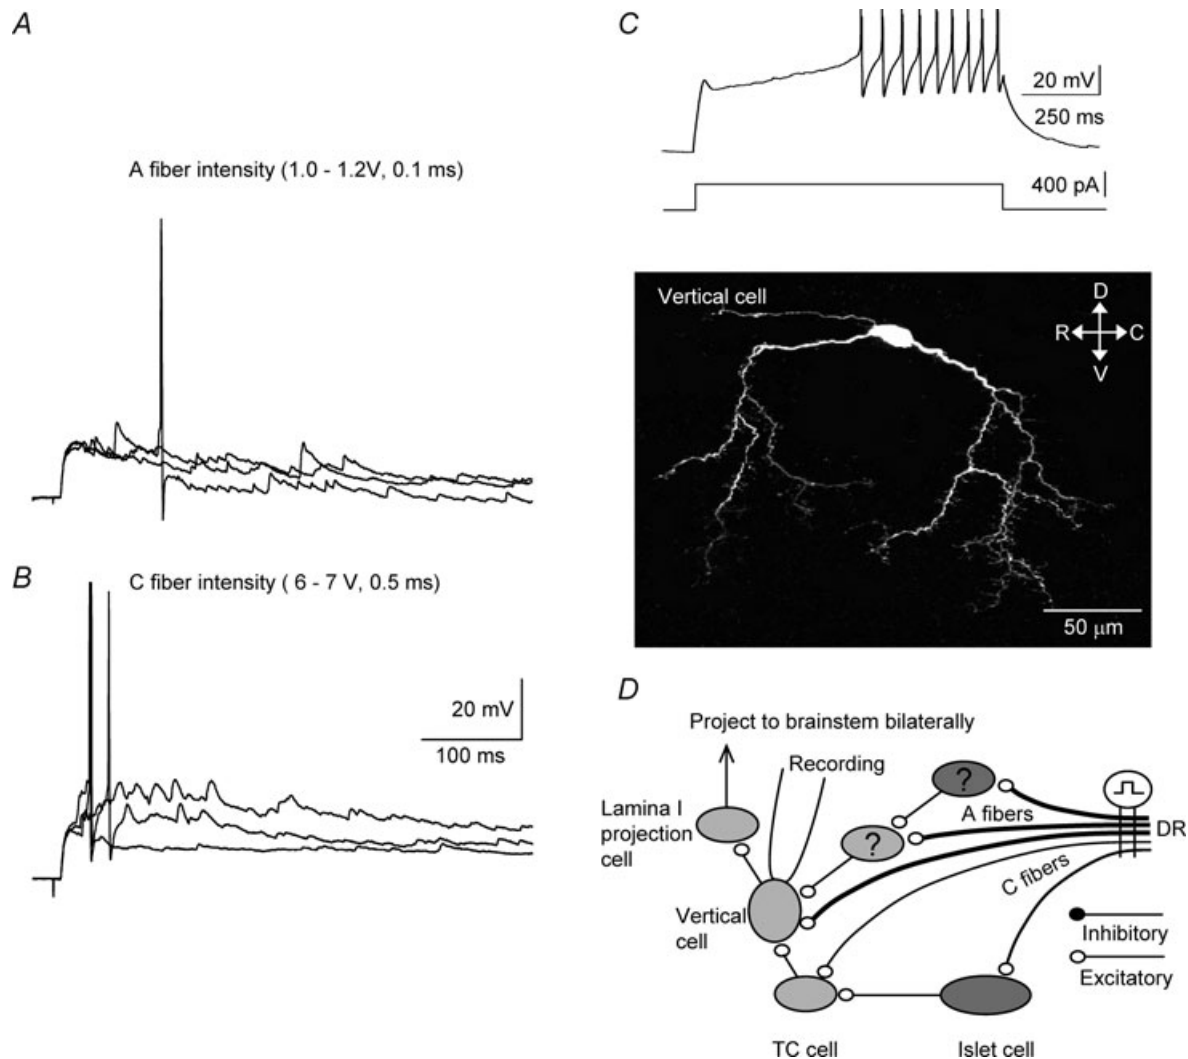 A
A fiber intensity (1.0 - 1.2V, 0.1 ms)
B
C fiber intensity ( 6 - 7 V, 0.5 ms)
20 mV
100 ms
C
20 mV
250 ms
400 pA
Vertical cell
D
R
C
V
50 µm
D
Project to brainstem bilaterally
Recording
Lamina I
projection
cell
?
A fibers
?
DR
C fibers
Vertical
cell
Inhibitory
Excitatory
TC cell
Islet cell